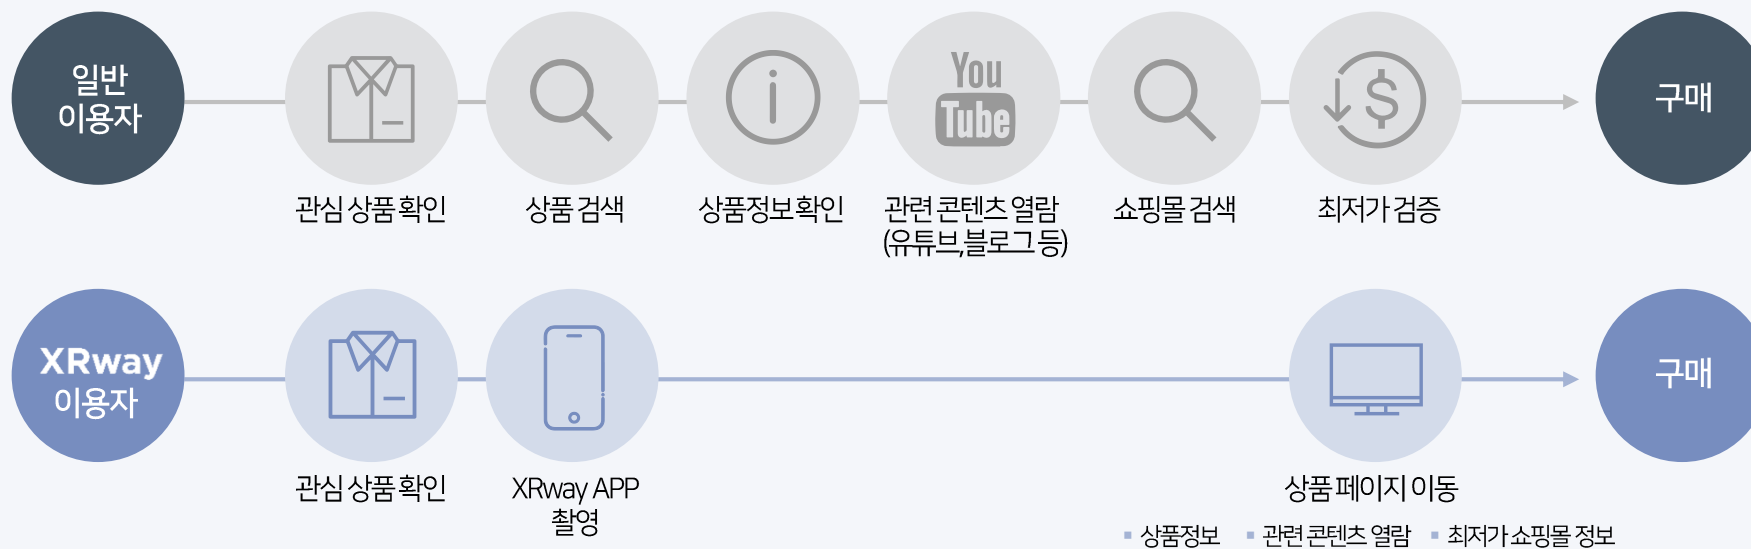 일반
이용자
You
Tube
구매
관심 상품 확인
상품 검색
상품정보 확인
관련 콘텐츠 열람
(유튜브,블로그 등)
쇼핑몰 검색
최저가 검증
XRway
이용자
구매
관심 상품 확인
XRway APP
촬영
상품 페이지 이동
▪ 상품정보 ▪ 관련 콘텐츠 열람 ▪ 최저가 쇼핑몰 정보